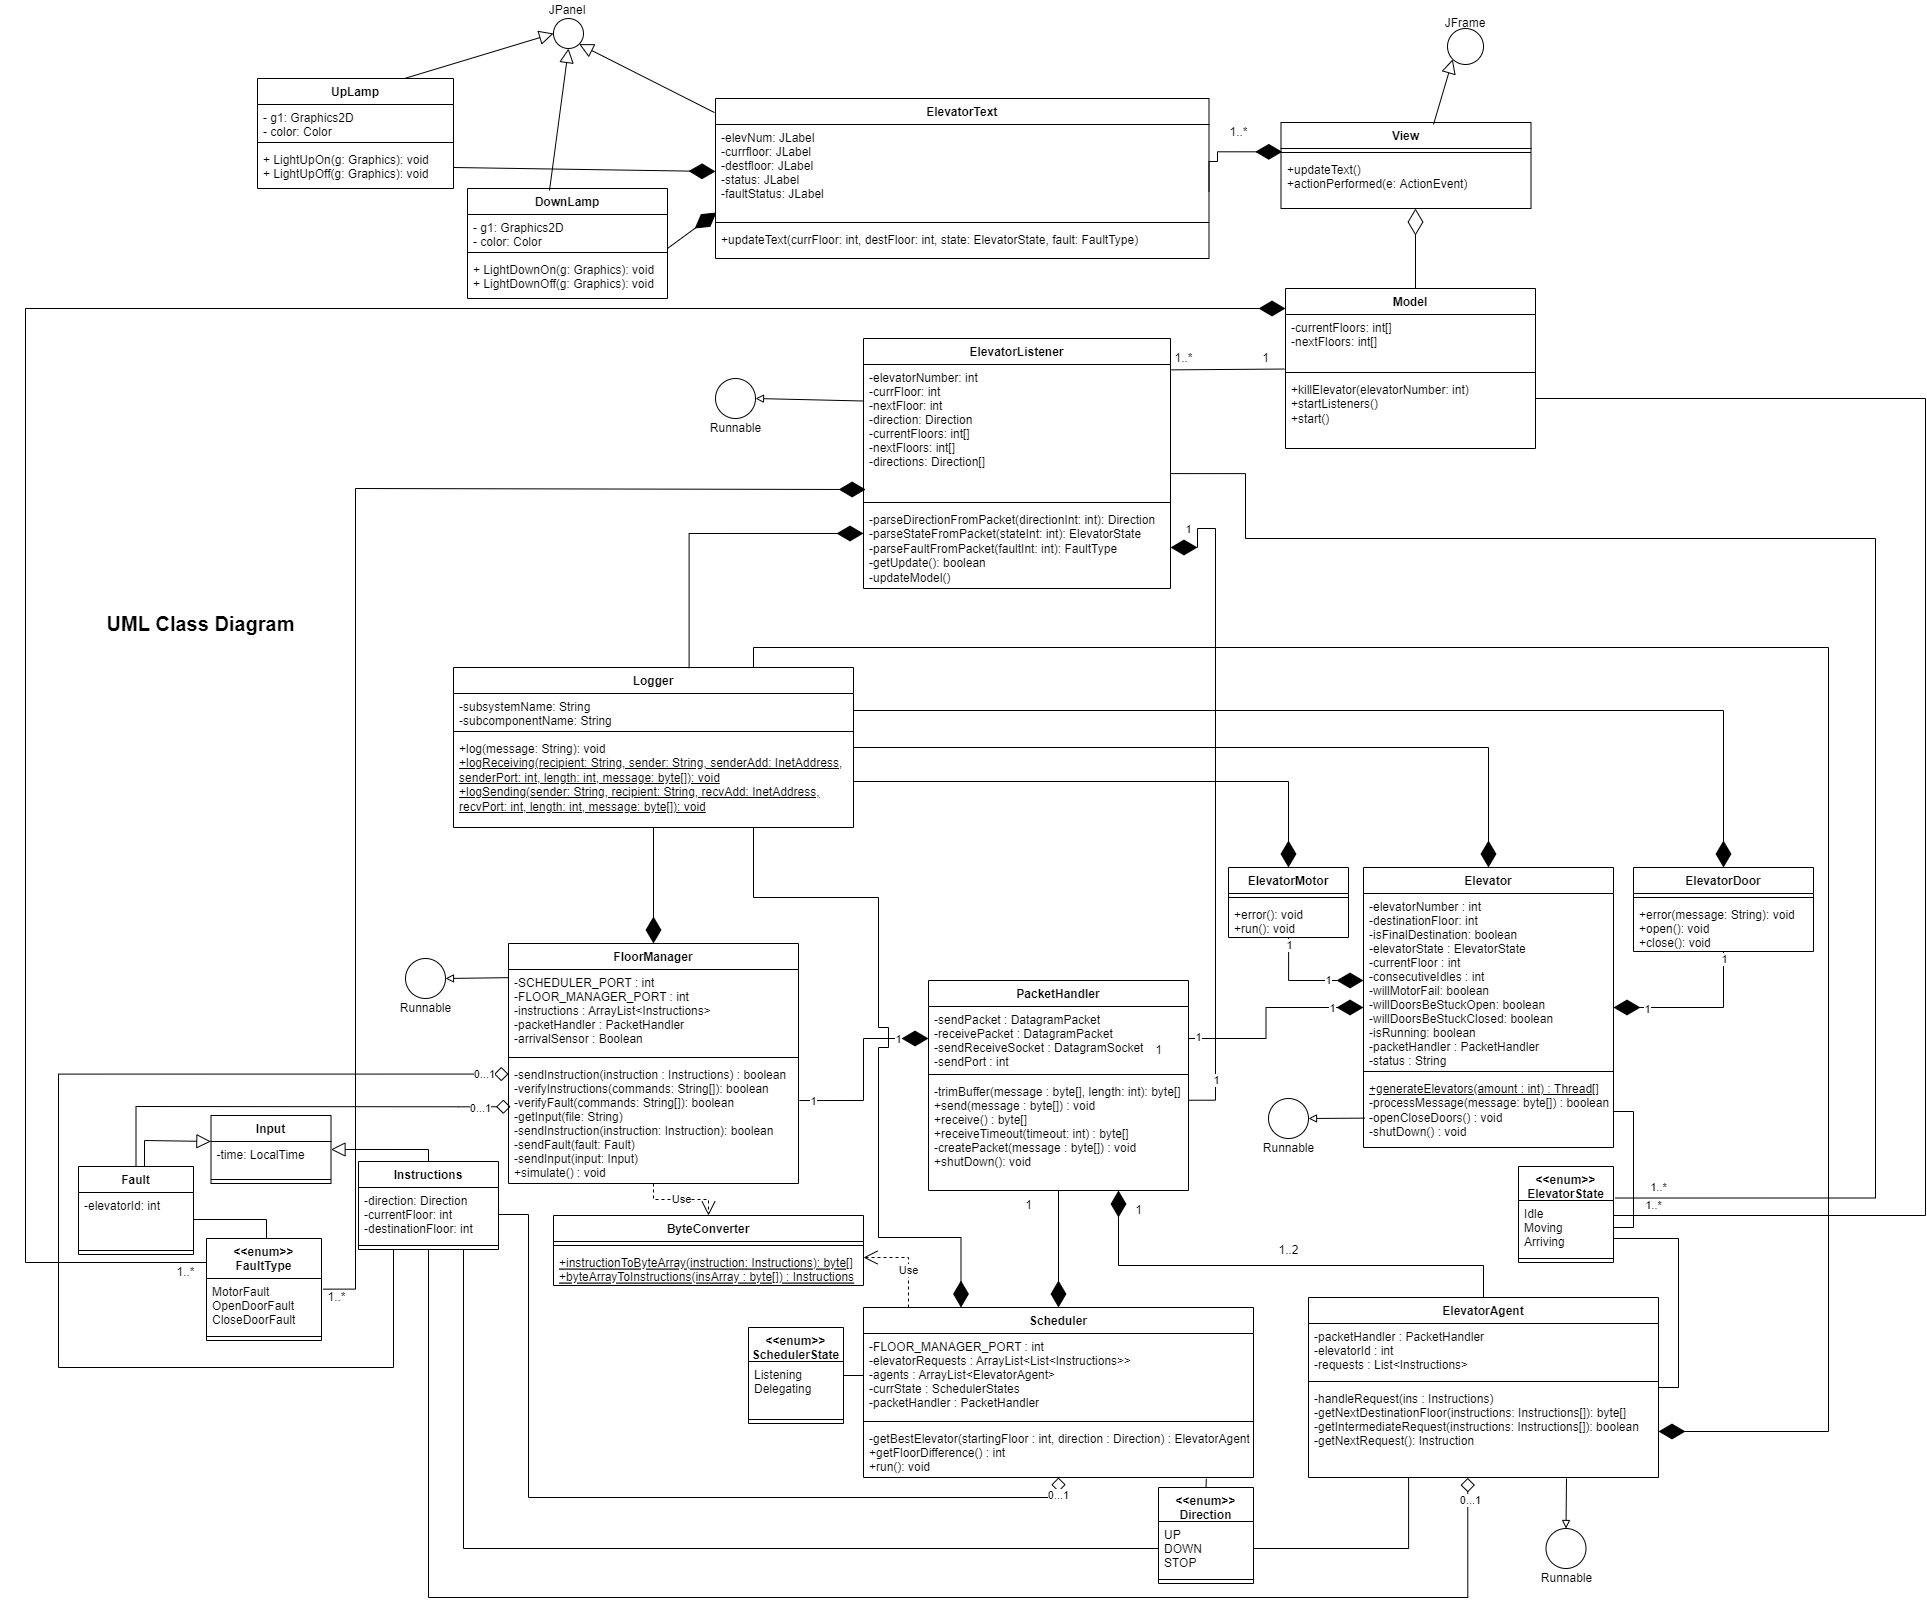 JPanel
JFrame
UpLamp
- g1: Graphics2D
- color: Color
+ LightUpOn(g: Graphics): void
+ LightUpOff(g: Graphics): void
DownLamp
- g1: Graphics2D
- color: Color
+ LightDownOn(g: Graphics): void
+ LightDownOff(g: Graphics): void
ElevatorText
-elevNum: JLabel
-currfloor: JLabel
-destfloor: JLabel
-status: JLabel
-faultStatus: JLabel
+updateText(currFloor: int, destFloor: int, state: ElevatorState, fault: FaultType)
1..*
View
+updateText()
+actionPerformed(e: ActionEvent)
Model
-currentFloors: int[]
-nextFloors: int[]
+killElevator(elevatorNumber: int)
+startListeners()
+start()
1..*
1
ElevatorListener
-elevatorNumber: int
-currFloor: int
-nextFloor: int
-direction: Direction
-currentFloors: int[]
-nextFloors: int[]
-directions: Direction[]
-parseDirectionFromPacket(directionInt: int): Direction
-parseStateFromPacket(stateInt: int): ElevatorState
-parseFaultFromPacket(faultInt: int): FaultType
-getUpdate(): boolean
-updateModel()
Runnable
1
UML Class Diagram
Logger
-subsystemName: String
-subcomponentName: String
+log(message: String): void
+logReceiving(recipient: String, sender: String, senderAdd: InetAddress,
senderPort: int, length: int, message: byte[]): void
+logSending(sender: String, recipient: String, recvAdd: InetAddress,
recvPort: int, length: int, message: byte[]): void
ElevatorMotor
+error(): void
+run(): void
1
1
Elevator
-elevatorNumber : int
-destinationFloor: int
-isFinalDestination: boolean
-elevatorState : ElevatorState
-currentFloor : int
-consecutiveIdles : int
-willMotorFail: boolean
-willDoorsBeStuckOpen: boolean
-willDoorsBeStuckClosed: boolean
-isRunning: boolean
-packetHandler : PacketHandler
-status : String
+generateElevators(amount : int) : Thread[]
-processMessage(message: byte[]) : boolean
-openCloseDoors() : void
-shutDown() : void
ElevatorDoor
+error(message: String): void
+open(): void
+close(): void
1
1
Runnable
FloorManager
-SCHEDULER_PORT : int
-FLOOR_MANAGER_PORT : int
-instructions : ArrayList<Instructions>
-packetHandler : PacketHandler
-arrivalSensor : Boolean
-sendInstruction(instruction : Instructions) : boolean
-verifyInstructions(commands: String[]): boolean
-verifyFault(commands: String[]): boolean
-getInput(file: String)
-sendInstruction(instruction: Instruction): boolean
-sendFault(fault: Fault)
-sendInput(input: Input)
+simulate() : void
Runnable
0...1
0...1
1
1
PacketHandler
-sendPacket : DatagramPacket
-receivePacket : DatagramPacket
-sendReceiveSocket : DatagramSocket
-sendPort : int
-trimBuffer(message : byte[], length: int): byte[]
+send(message : byte[]) : void
+receive() : byte[]
+receiveTimeout(timeout: int) : byte[]
-createPacket(message : byte[]) : void
+shutDown(): void
1
1
1
1
1
1
1..2
Input
-time: LocalTime
Fault
-elevatorId: int
Instructions
-direction: Direction
-currentFloor: int
-destinationFloor: int
<<enum>>
FaultType
MotorFault
OpenDoorFault
CloseDoorFault
1..*
1..*
Use
ByteConverter
+instructionToByteArray(instruction: Instructions): byte[]
+byteArrayToInstructions(insArray : byte[]) : Instructions
Use
<<enum>>
ElevatorState
Idle
Moving
Arriving
1..*
1..*
<<enum>>
SchedulerState
Listening
Delegating
Scheduler
-FLOOR_MANAGER_PORT : int
-elevatorRequests : ArrayList<List<Instructions>>
-agents : ArrayList<ElevatorAgent>
-currState : SchedulerStates
-packetHandler : PacketHandler
-getBestElevator(startingFloor : int, direction : Direction) : ElevatorAgent
+getFloorDifference() : int
+run(): void
0...1
ElevatorAgent
-packetHandler : PacketHandler
-elevatorId : int
-requests : List<Instructions>
-handleRequest(ins : Instructions)
-getNextDestinationFloor(instructions: Instructions[]): byte[]
-getIntermediateRequest(instructions: Instructions[]): boolean
-getNextRequest(): Instruction
0...1
<<enum>>
Direction
UP
DOWN
STOP
Runnable